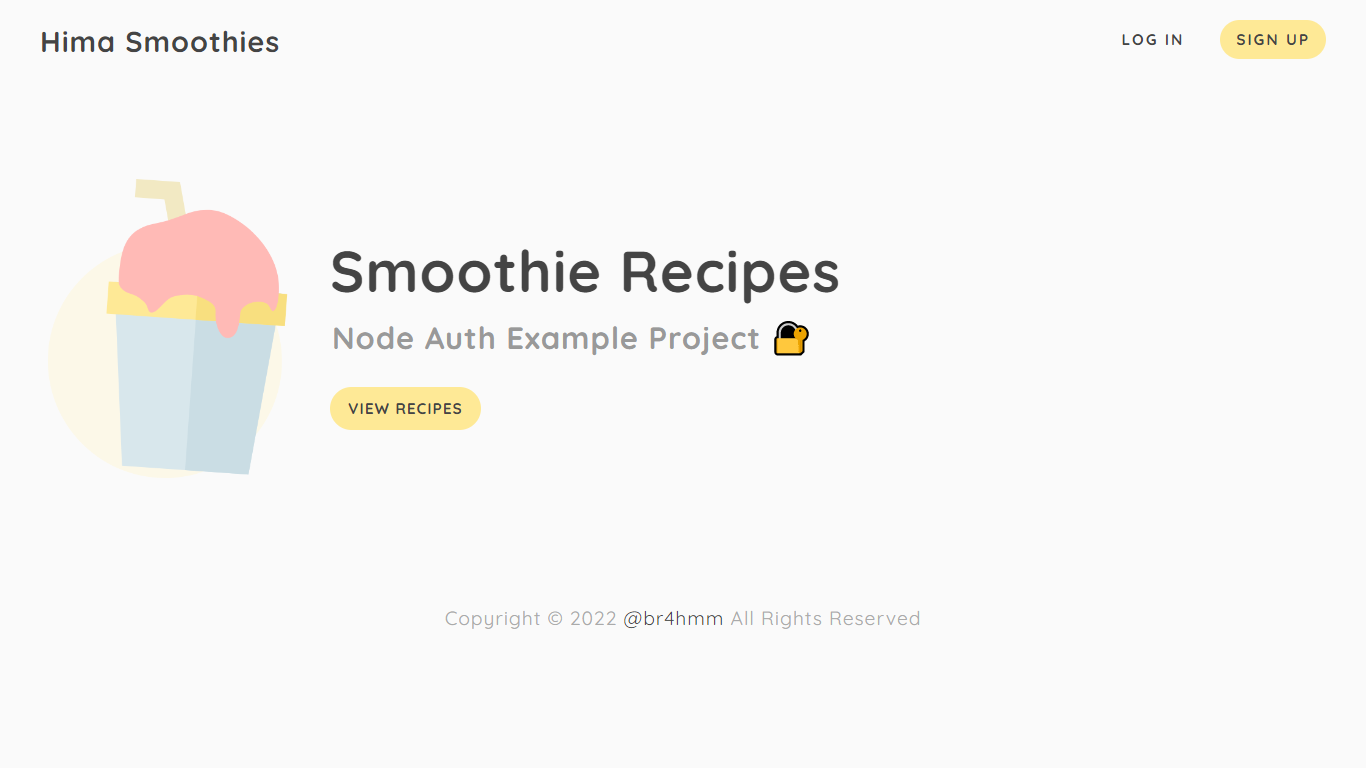 Hima Smoothies
LOG IN
SIGN UP
Smoothie Recipes
Node Auth Example Project 🔐
VIEW RECIPES
Copyright © 2022 @br4hmm All Rights Reserved